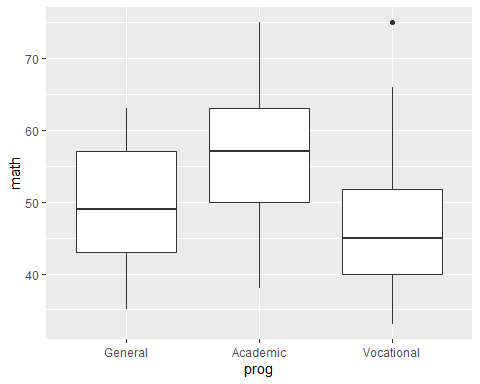 70
60
50
40
math
General Academic Vocational
prog